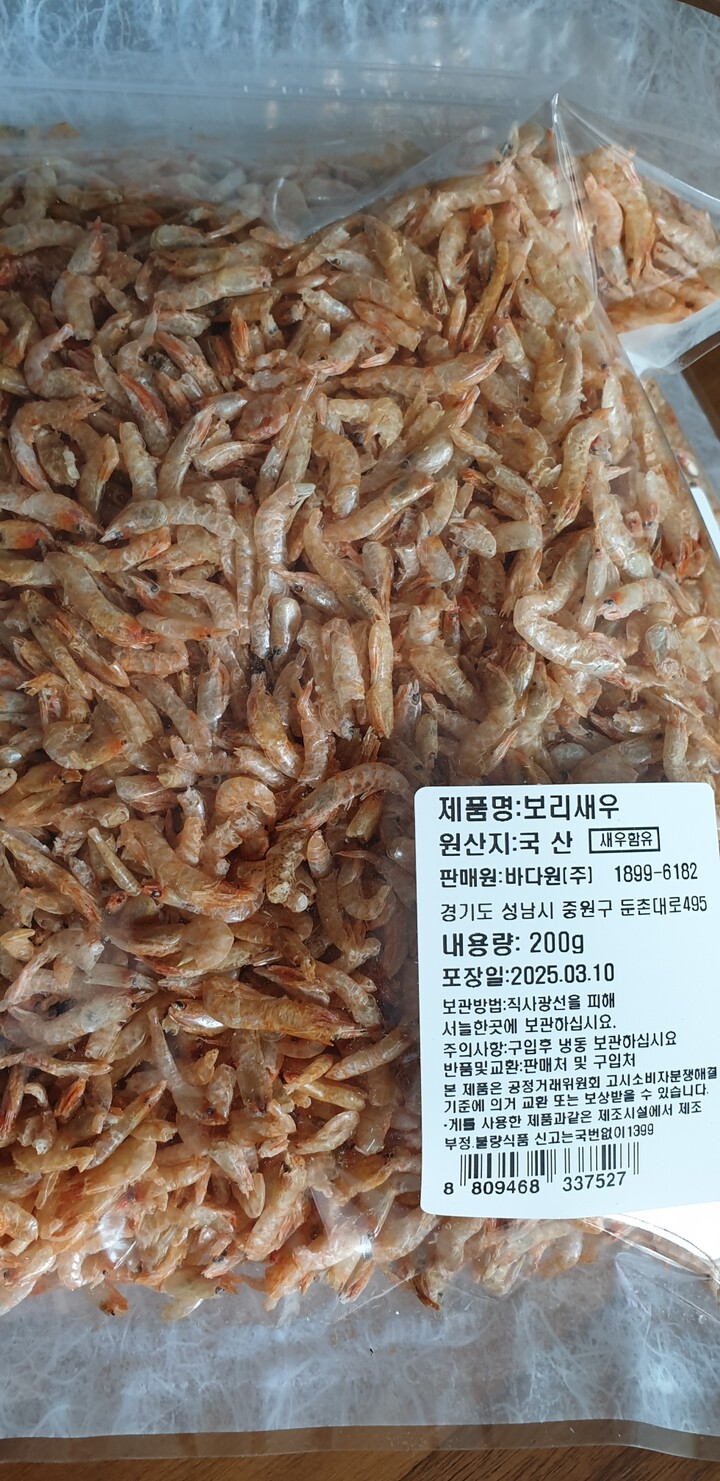 제품명:보리새우
원산지:국 산 새우함유
판매원:바다원(주) 1899-6182
경기도 성남시 중원구 둔촌대로495
내용량: 200g
포장일:2025.03.10
보관방법:직사광선을 피해
서늘한곳에 보관하십시요.
주의사항:구입후 냉동 보관하십시요
반품및교환:판매처 및 구입처
본 제품은 공정거래위원회 고시소비자분쟁해결
기준에 의거 교환 또는 보상받을 수 있습니다.
·게를 사용한 제품과같은 제조시설에서 제조
부정.불량식품 신고는국번없이1399
8 809468 337527